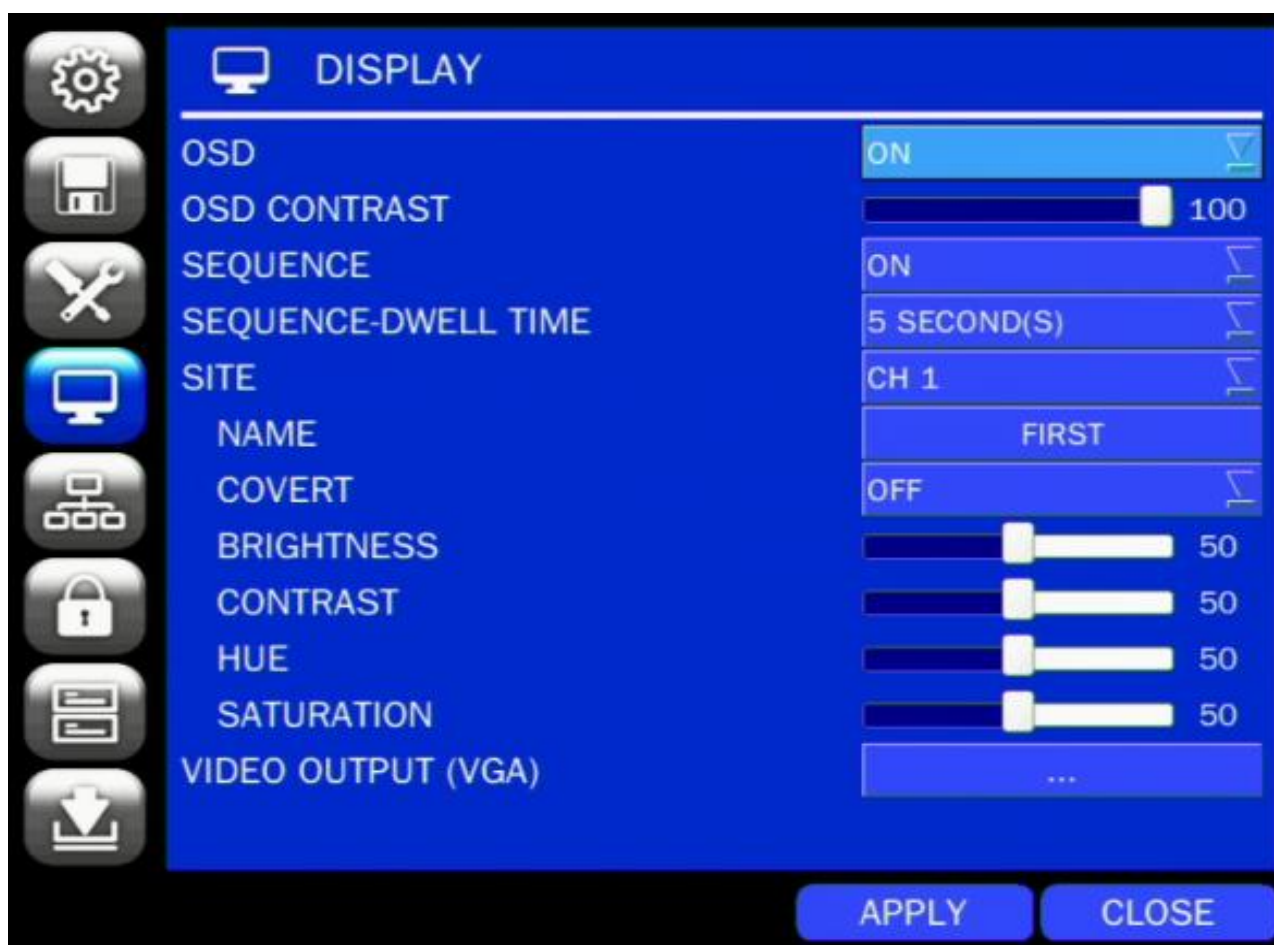 DISPLAY
OSD ON
OSD CONTRAST 100
SEQUENCE ON
SEQUENCE-DWELL TIME 5 SECOND(S)
SITE CH 1
NAME FIRST
COVERT OFF
BRIGHTNESS 50
CONTRAST 50
HUE 50
SATURATION 50
VIDEO OUTPUT (VGA) ...
APPLY CLOSE